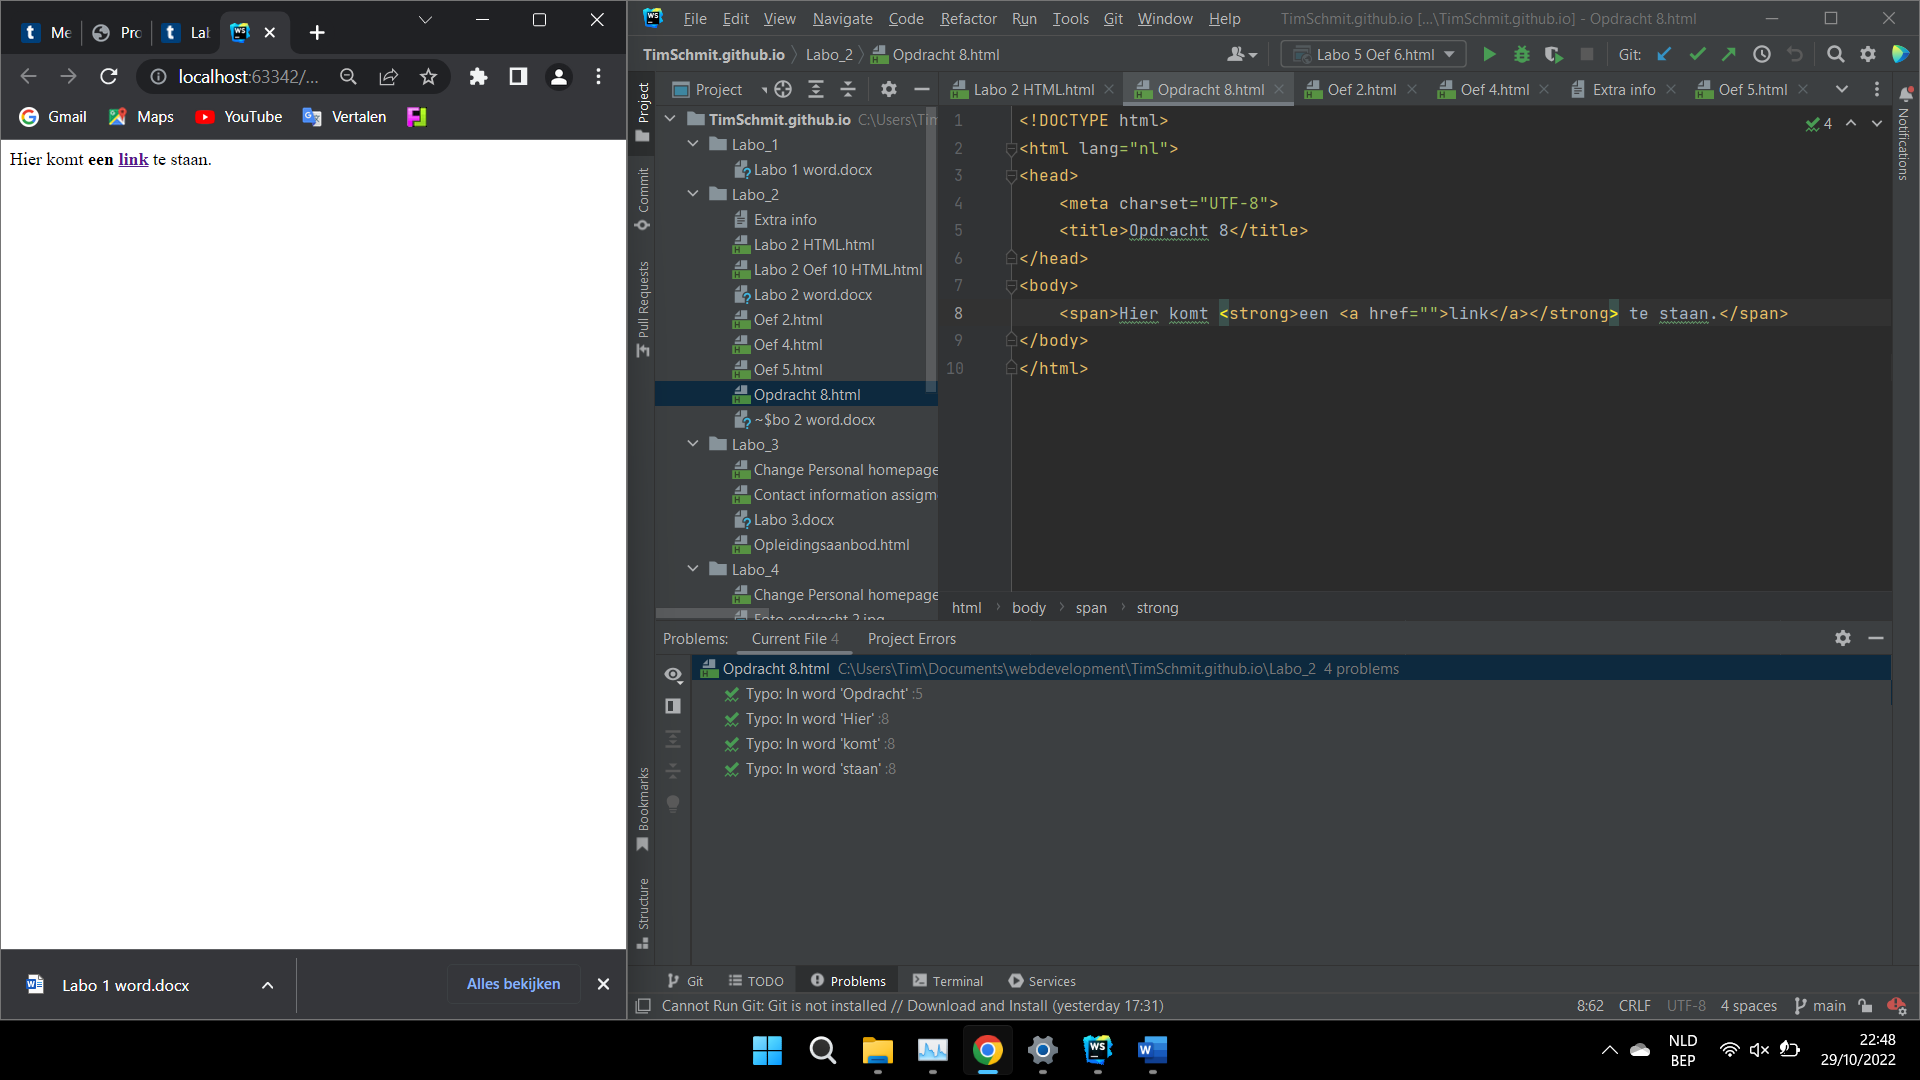 Me
Pro
Lab
localhost:63342/...
Gmail
Maps
YouTube
Vertalen
Hier komt een link te staan.
Labo 1 word.docx
Alles bekijken
File Edit View Navigate Code Refactor Run Tools Git Window Help
TimSchmit.github.io [...\TimSchmit.github.io] - Opdracht 8.html
TimSchmit.github.io Labo_2 Opdracht 8.html
Labo 5 Oef 6.html
Git:
Project
Labo 2 HTML.html
Opdracht 8.html
Oef 2.html
Oef 4.html
Extra info
Oef 5.html
Project
Commit
Pull Requests
Bookmarks
Structure
Notifications
TimSchmit.github.io C:\Users\Tim
Labo_1
Labo 1 word.docx
Labo_2
Extra info
Labo 2 HTML.html
Labo 2 Oef 10 HTML.html
Labo 2 word.docx
Oef 2.html
Oef 4.html
Oef 5.html
Opdracht 8.html
~$bo 2 word.docx
Labo_3
Change Personal homepage
Contact information assigm
Labo 3.docx
Opleidingsaanbod.html
Labo_4
Change Personal homepage
Foto opdracht 2.jpg
1 <!DOCTYPE html>
2 <html lang="nl">
3 <head>
4 <meta charset="UTF-8">
5 <title>Opdracht 8</title>
6 </head>
7 <body>
8 <span>Hier komt <strong>een <a href="">link</a></strong> te staan.</span>
9 </body>
10 </html>
4
html body span strong
Problems: Current File 4 Project Errors
Opdracht 8.html C:\Users\Tim\Documents\webdevelopment\TimSchmit.github.io\Labo_2 4 problems
Typo: In word 'Opdracht' :5
Typo: In word 'Hier' :8
Typo: In word 'komt' :8
Typo: In word 'staan' :8
Git TODO Problems Terminal Services
Cannot Run Git: Git is not installed // Download and Install (yesterday 17:31)
8:62 CRLF UTF-8 4 spaces main
NLD
BEP
22:48
29/10/2022